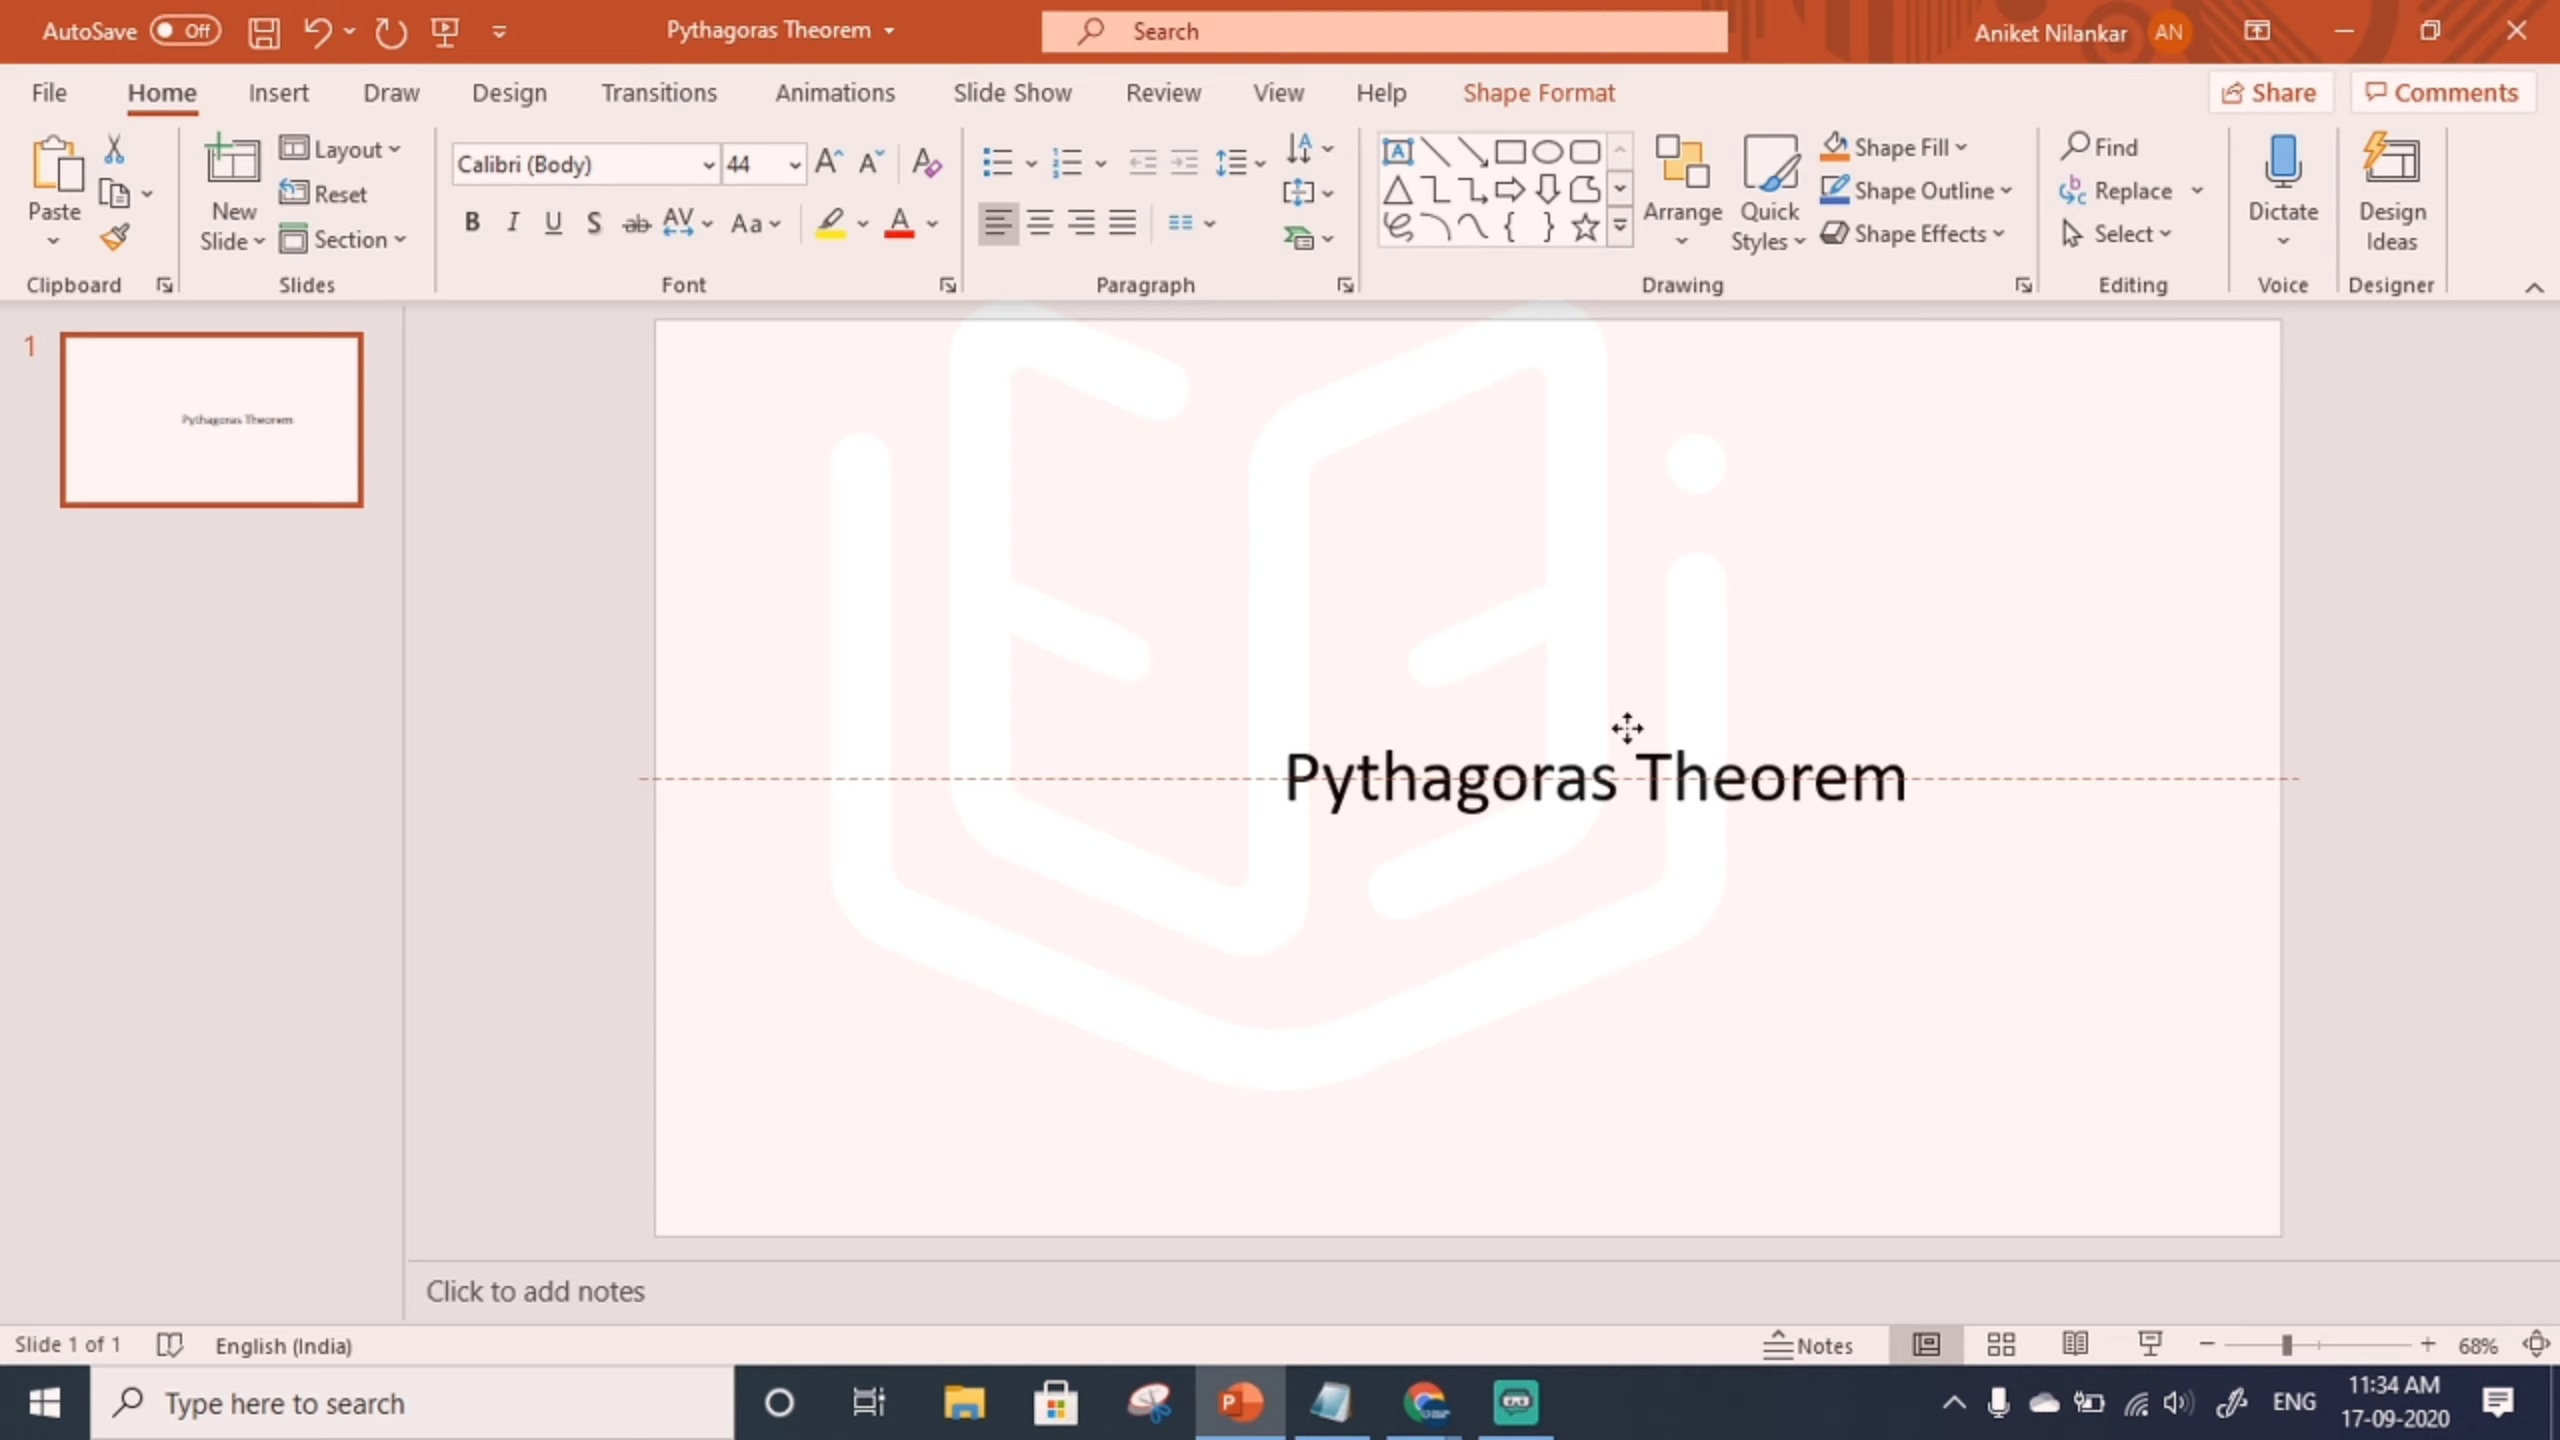 AutoSave Off
Pythagoras Theorem
Search
Aniket Nilankar AN
File Home Insert Draw Design Transitions Animations Slide Show Review View Help Shape Format Share Comments
Paste
New Slide
Layout
Reset
Section
Calibri (Body) 44
Arrange
Quick Styles
Shape Fill
Shape Outline
Shape Effects
Find
Replace
Select
Dictate
Design Ideas
Clipboard Slides Font Paragraph Drawing Editing Voice Designer
1
Pythagoras Theorem
Pythagoras Theorem
Click to add notes
Slide 1 of 1 English (India) Notes 68%
Type here to search
ENG
11:34 AM
17-09-2020